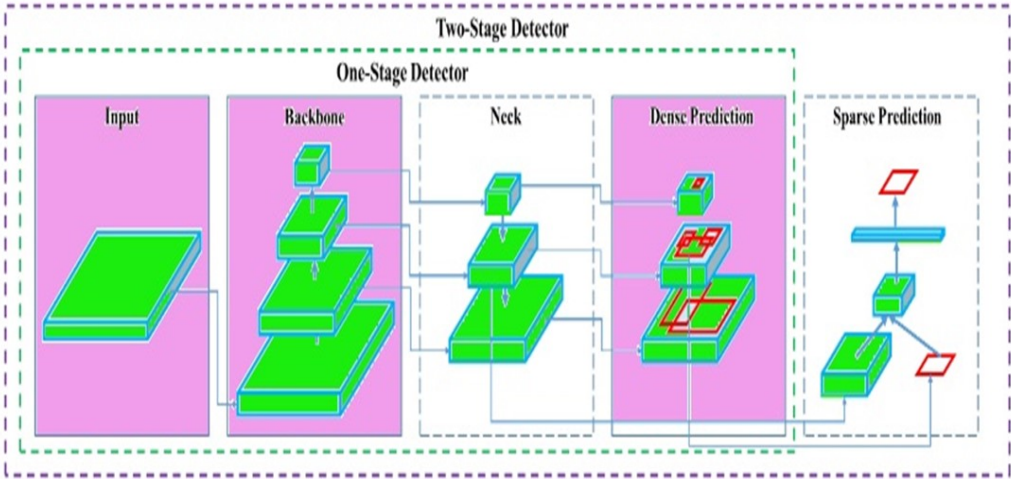 Two-Stage Detector
One-Stage Detector
Input
Backbone
Neck
Dense Prediction
Sparse Prediction